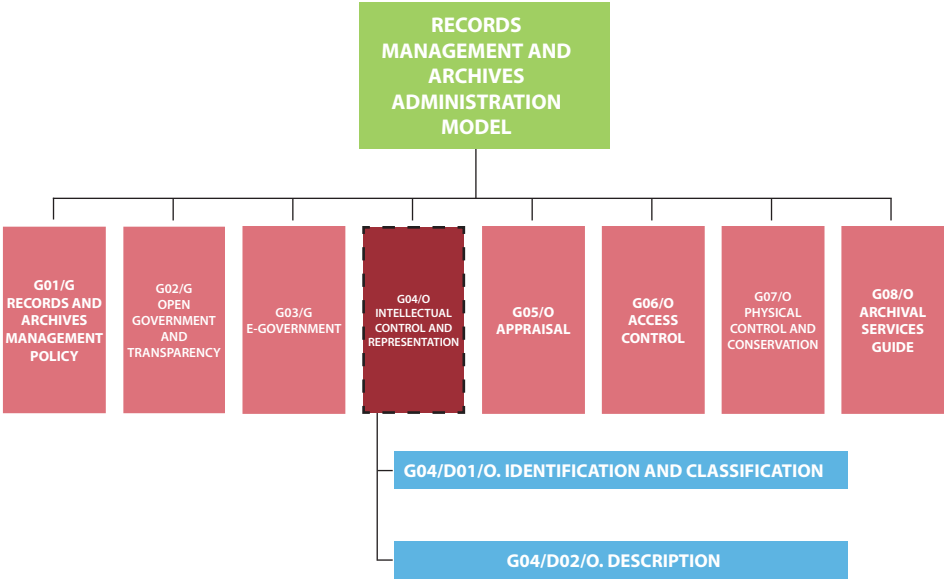 RECORDS
MANAGEMENT AND
ARCHIVES
ADMINISTRATION
MODEL
G01/G
RECORDS AND
ARCHIVES
MANAGEMENT
POLICY
G02/G
OPEN
GOVERNMENT
AND
TRANSPARENCY
G03/G
E-GOVERNMENT
G04/O
INTELLECTUAL
CONTROL AND
REPRESENTATION
G05/O
APPRAISAL
G06/O
ACCESS
CONTROL
G07/O
PHYSICAL
CONTROL AND
CONSERVATION
G08/O
ARCHIVAL
SERVICES
GUIDE
G04/D01/O. IDENTIFICATION AND CLASSIFICATION
G04/D02/O. DESCRIPTION